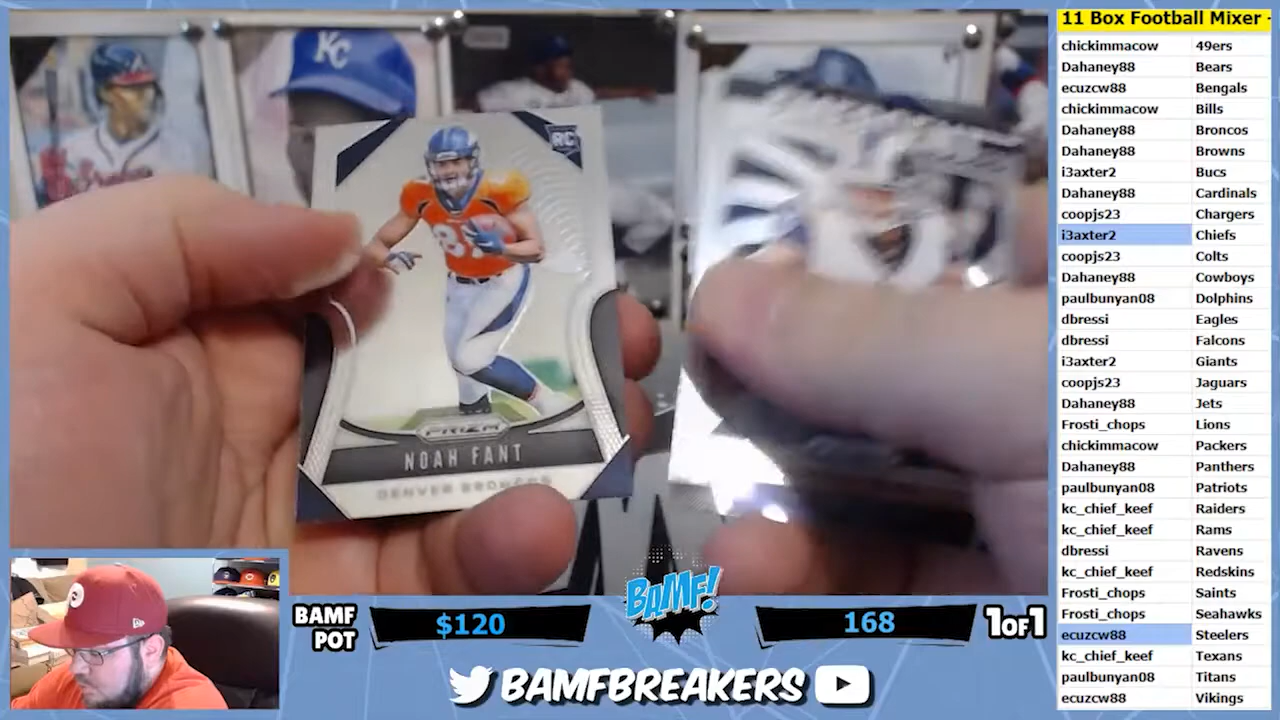 11 Box Football Mixer -
chickimmacow 49ers
Dahaney88 Bears
ecuzcw88 Bengals
chickimmacow Bills
Dahaney88 Broncos
Dahaney88 Browns
i3axter2 Bucs
Dahaney88 Cardinals
coopjs23 Chargers
i3axter2 Chiefs
coopjs23 Colts
Dahaney88 Cowboys
paulbunyan08 Dolphins
dbressi Eagles
dbressi Falcons
i3axter2 Giants
coopjs23 Jaguars
Dahaney88 Jets
Frosti_chops Lions
chickimmacow Packers
Dahaney88 Panthers
paulbunyan08 Patriots
kc_chief_keef Raiders
kc_chief_keef Rams
dbressi Ravens
kc_chief_keef Redskins
Frosti_chops Saints
Frosti_chops Seahawks
ecuzcw88 Steelers
kc_chief_keef Texans
paulbunyan08 Titans
ecuzcw88 Vikings
KC
RC
PRIZM
NOAH FANT
DENVER BRONCOS
BAMF POT
$120
BAMF!
168
1OF1
BAMFBREAKERS